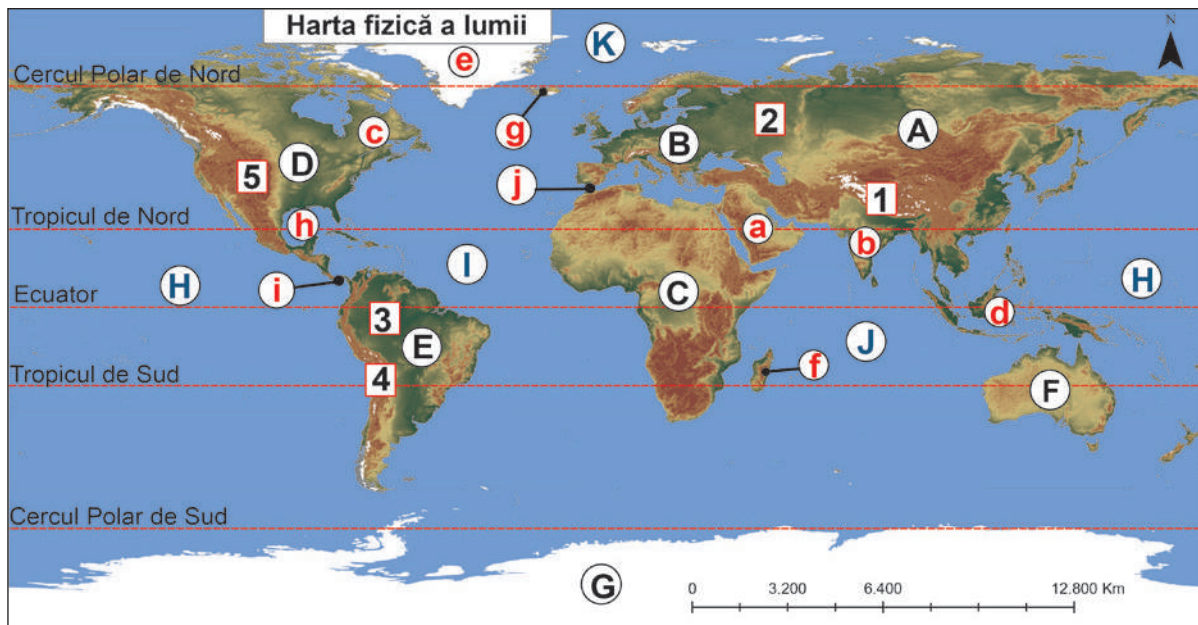 Harta fizică a lumii
N
K
e
Cercul Polar de Nord
g
c
2
A
B
D
5
j
1
Tropicul de Nord
h
a
b
I
H
i
C
H
Ecuator
3
d
E
J
Tropicul de Sud
4
f
F
Cercul Polar de Sud
G
0 3.200 6.400 12.800 Km